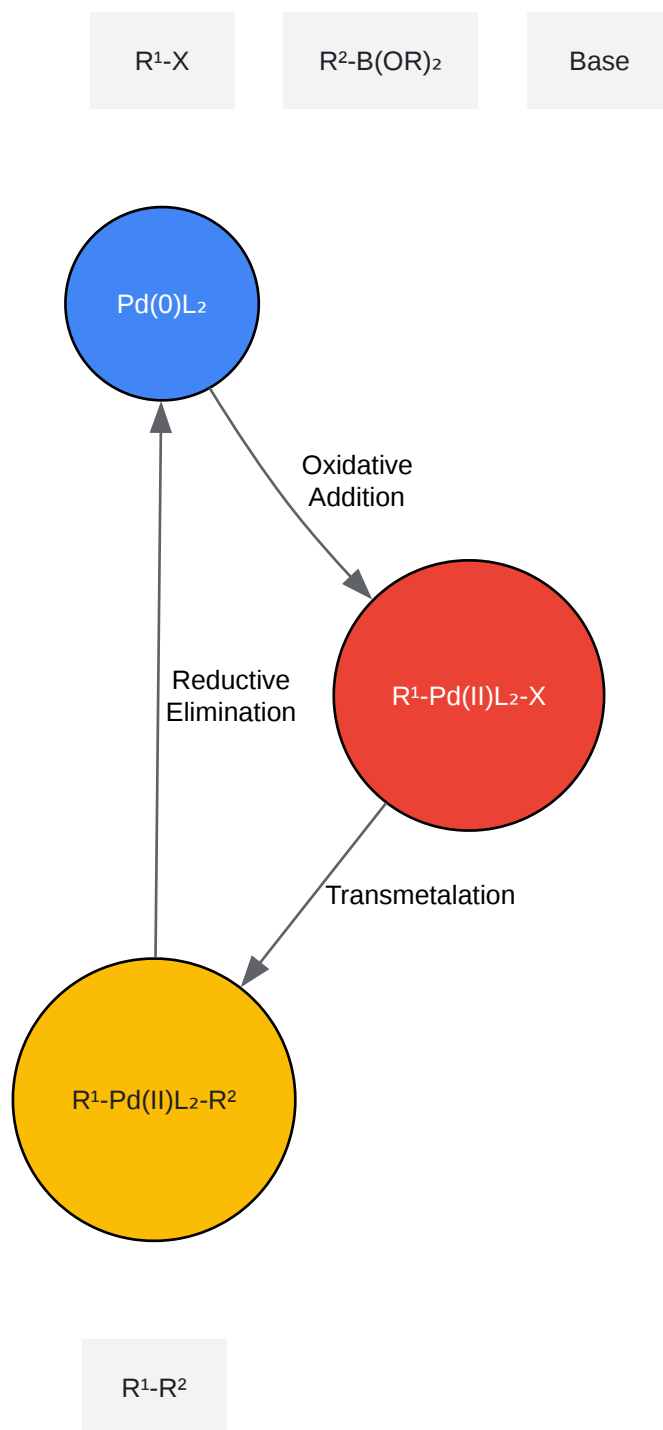 R¹-X
R²-B(OR)₂
Base
Pd(0)L₂
Oxidative
Addition
R¹-Pd(II)L₂-X
Reductive
Elimination
Transmetalation
R¹-Pd(II)L₂-R²
R¹-R²